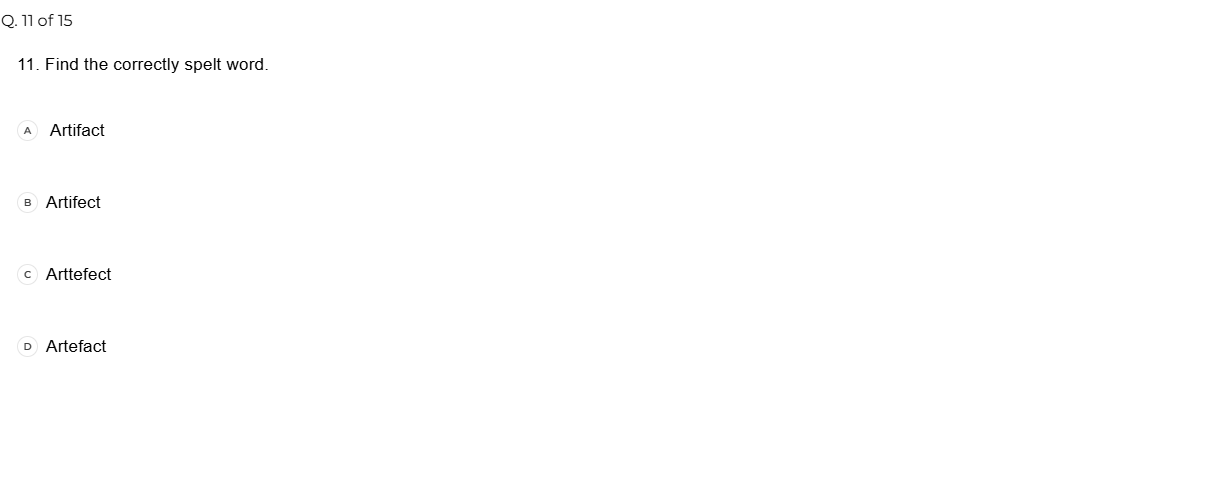 Q. 11 of 15
11. Find the correctly spelt word.
A Artifact
B Artifect
C Arttefect
D Artefact